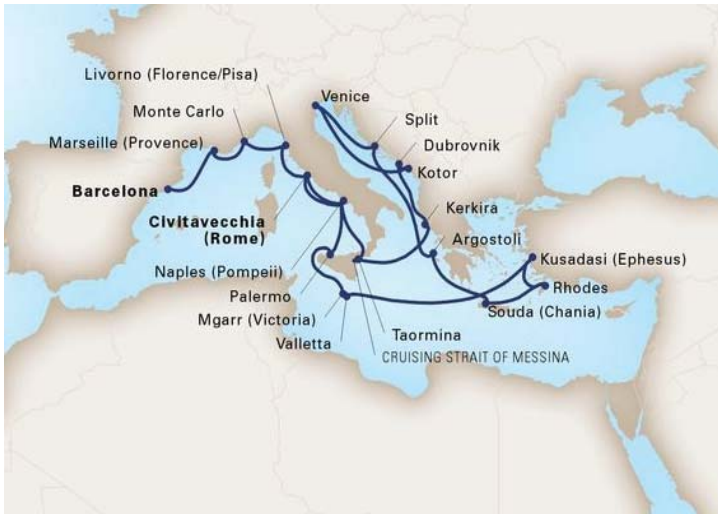 Livorno (Florence/Pisa)
Venice
Monte Carlo
Split
Marseille (Provence)
Dubrovnik
Kotor
Barcelona
Kerkira
Civitavecchia
(Rome)
Argostoli
Kusadasi (Ephesus)
Naples (Pompeii)
Rhodes
Palermo
Souda (Chania)
Mgarr (Victoria)
Taormina
Valletta
CRUISING STRAIT OF MESSINA